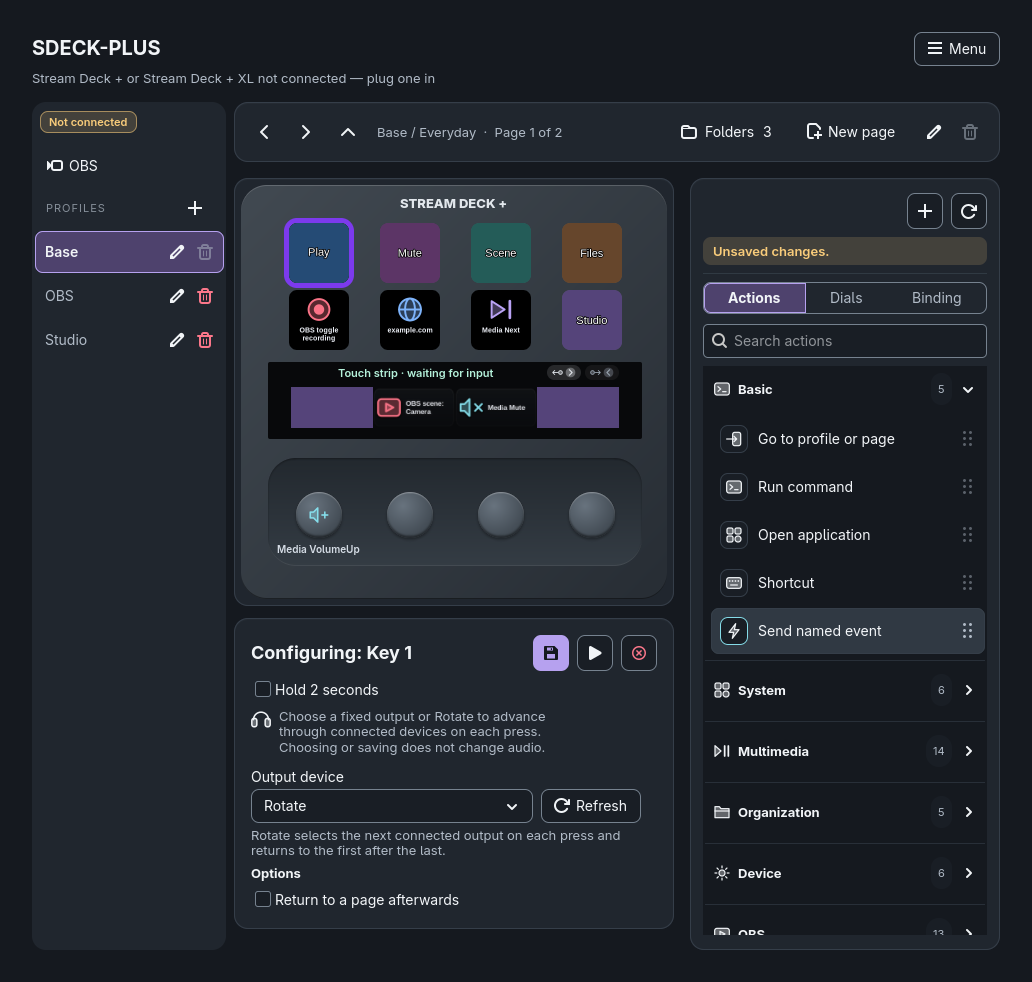 SDECK-PLUS
Menu
Stream Deck + or Stream Deck + XL not connected — plug one in
Not connected
OBS
PROFILES
Base
OBS
Studio
Base / Everyday · Page 1 of 2
Folders 3
New page
STREAM DECK +
Play
Mute
Scene
Files
OBS toggle
recording
example.com
Media Next
Studio
Touch strip · waiting for input
OBS scene:
Camera
Media Mute
Media VolumeUp
Configuring: Key 1
Hold 2 seconds
Choose a fixed output or Rotate to advance
through connected devices on each press.
Choosing or saving does not change audio.
Output device
Rotate
Refresh
Rotate selects the next connected output on each press and
returns to the first after the last.
Options
Return to a page afterwards
Unsaved changes.
Actions
Dials
Binding
Search actions
Basic 5
Go to profile or page
Run command
Open application
Shortcut
Send named event
System 6
Multimedia 14
Organization 5
Device 6
OBS 13